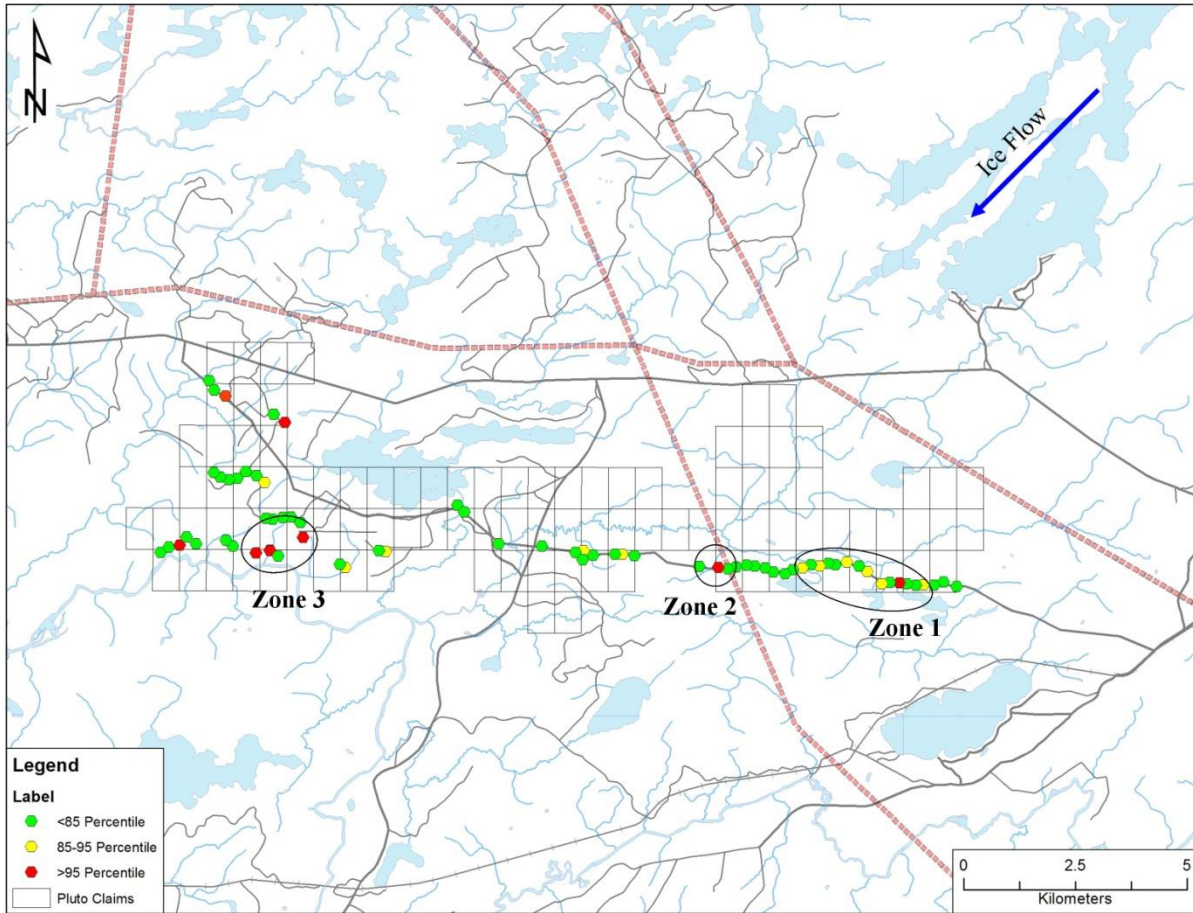 N
Ice Flow
Zone 3
Zone 2
Zone 1
Legend
Label
<85 Percentile
85-95 Percentile
>95 Percentile
Pluto Claims
0 2.5 5
Kilometers